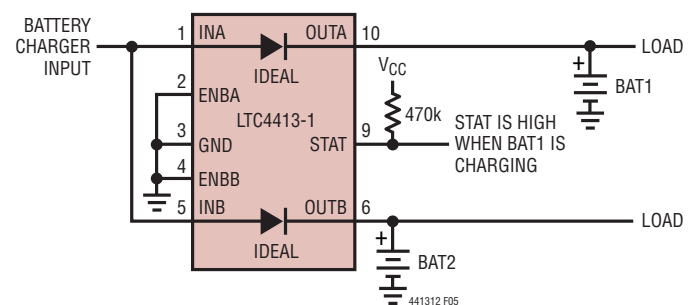 BATTERY
CHARGER
INPUT
1
INA
OUTA
10
LOAD
IDEAL
VCC
+
BAT1
2
ENBA
470k
LTC4413-1
3
GND
STAT
9
STAT IS HIGH
WHEN BAT1 IS
CHARGING
4
ENBB
5
INB
OUTB
6
LOAD
IDEAL
+
BAT2
441312 F05